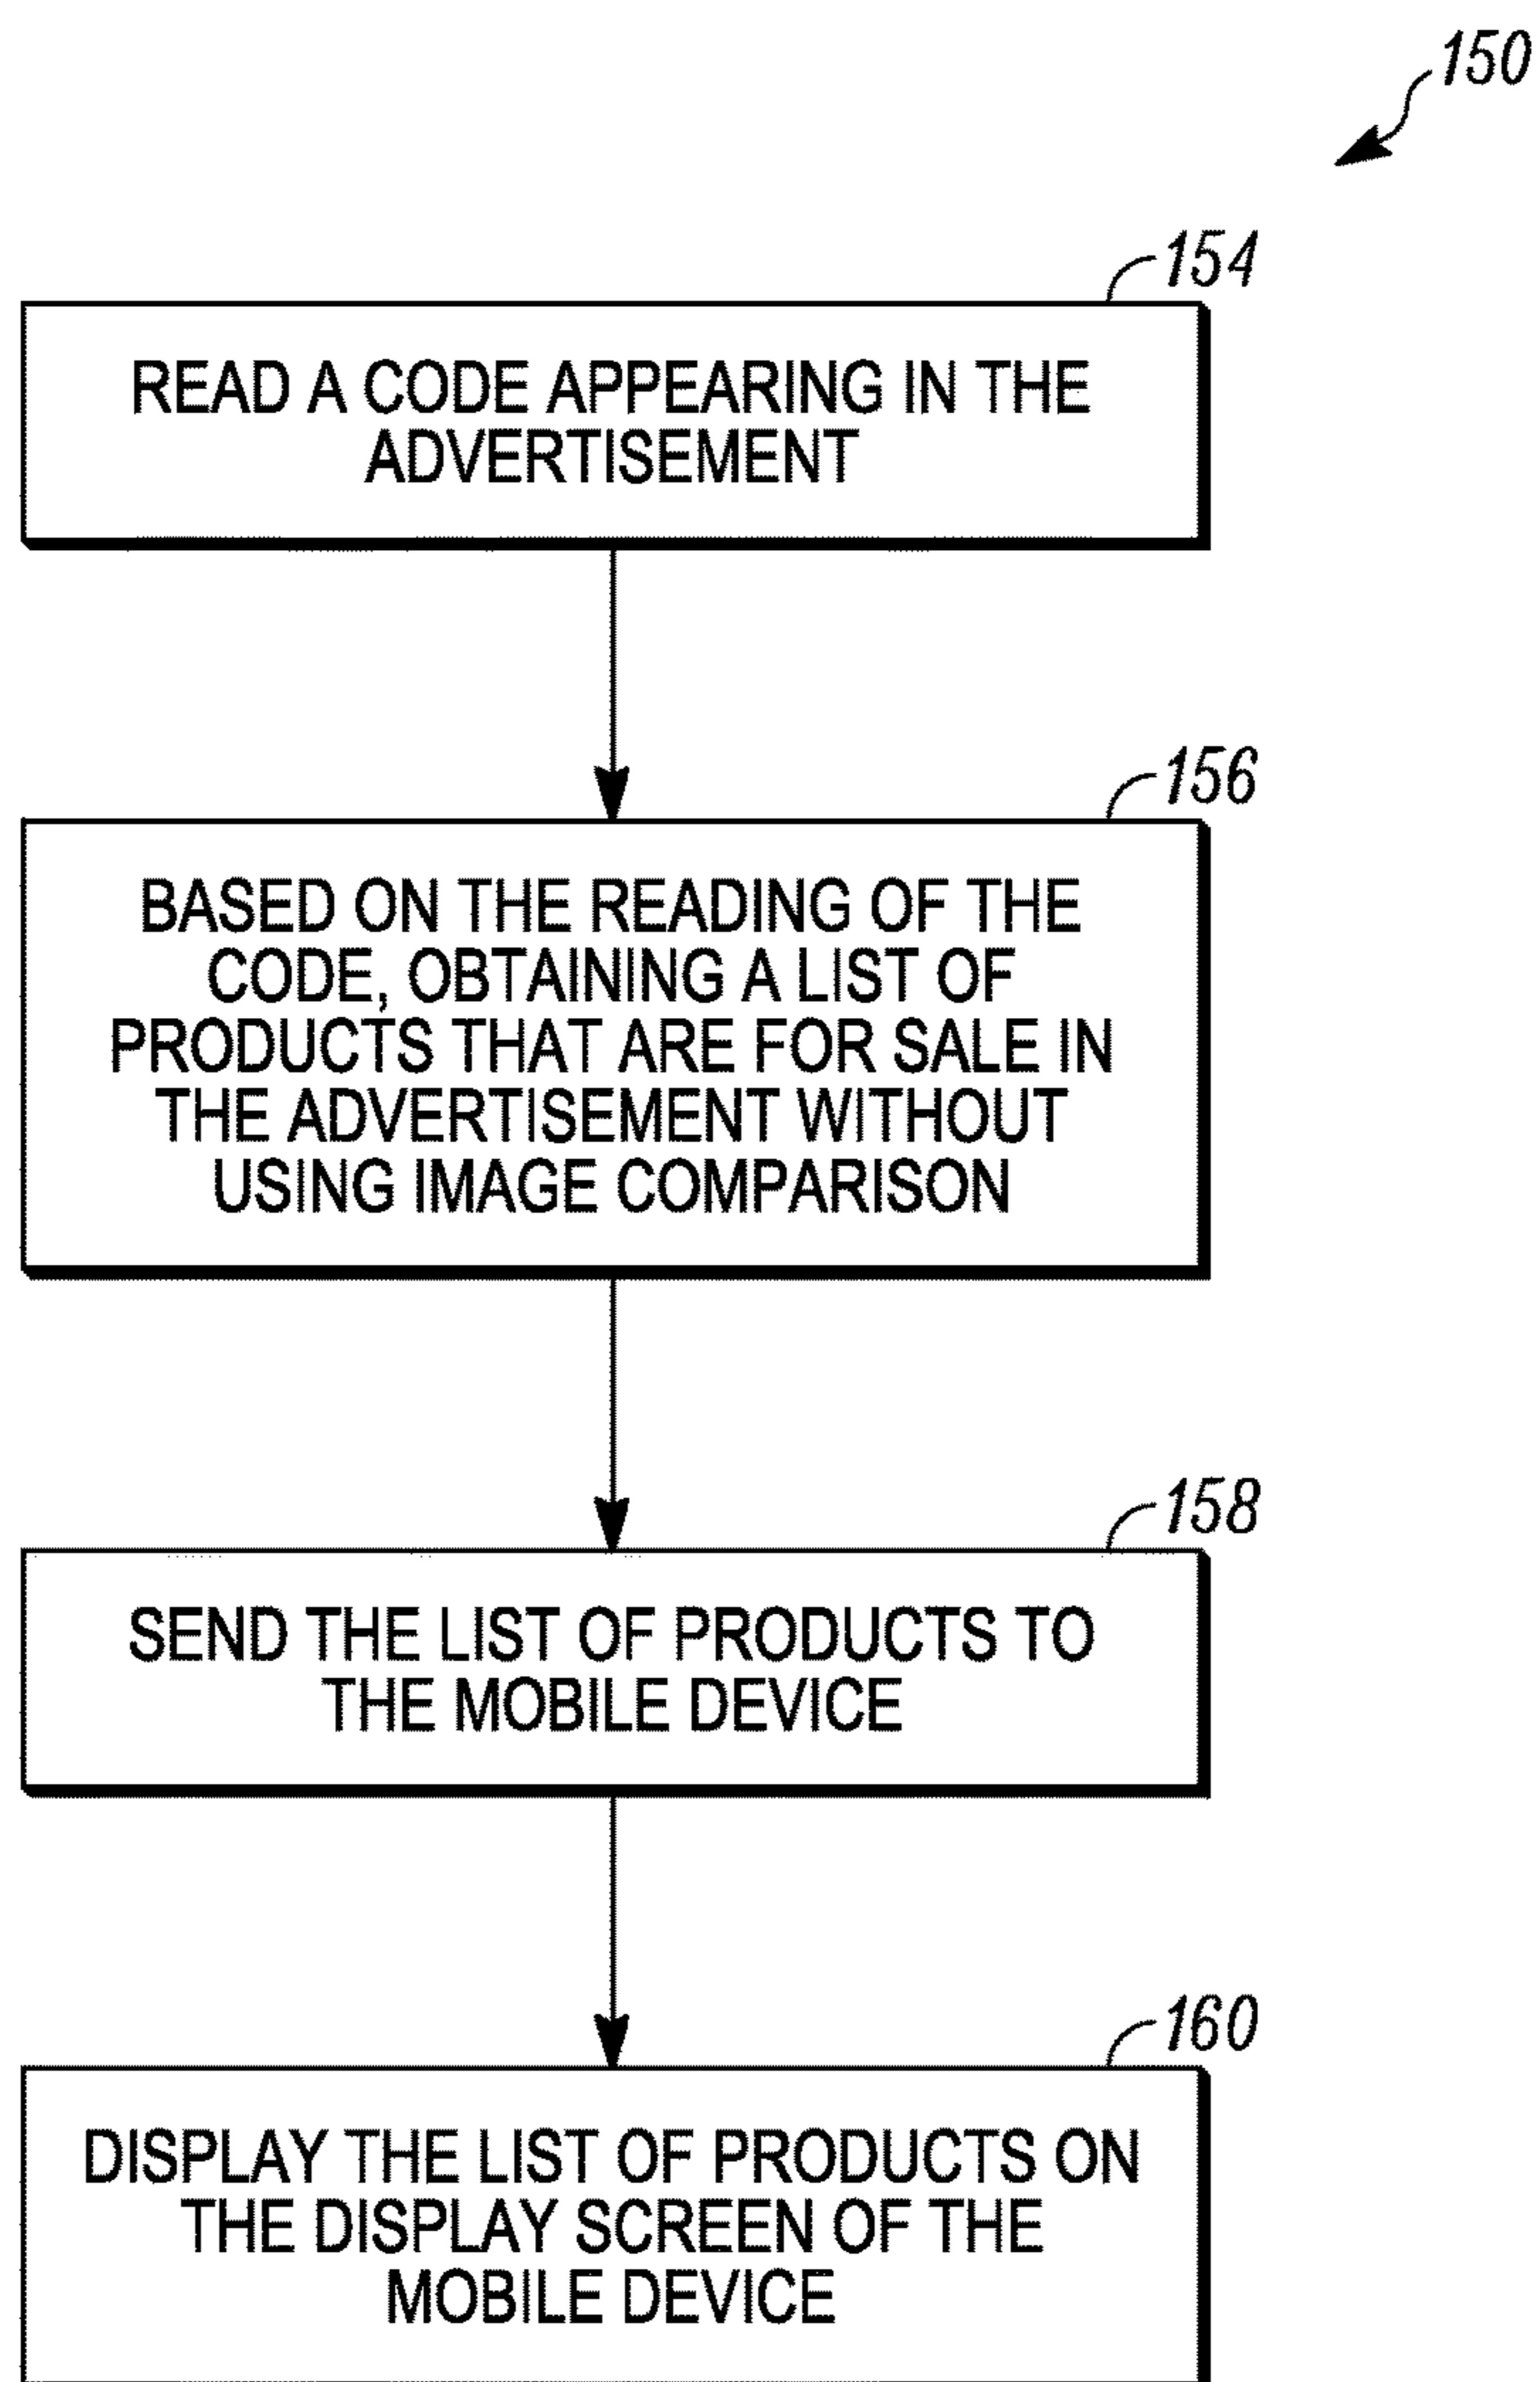 150
154
READ A CODE APPEARING IN THE
ADVERTISEMENT
156
BASED ON THE READING OF THE
CODE, OBTAINING A LIST OF
PRODUCTS THAT ARE FOR SALE IN
THE ADVERTISEMENT WITHOUT
USING IMAGE COMPARISON
158
SEND THE LIST OF PRODUCTS TO
THE MOBILE DEVICE
160
DISPLAY THE LIST OF PRODUCTS ON
THE DISPLAY SCREEN OF THE
MOBILE DEVICE